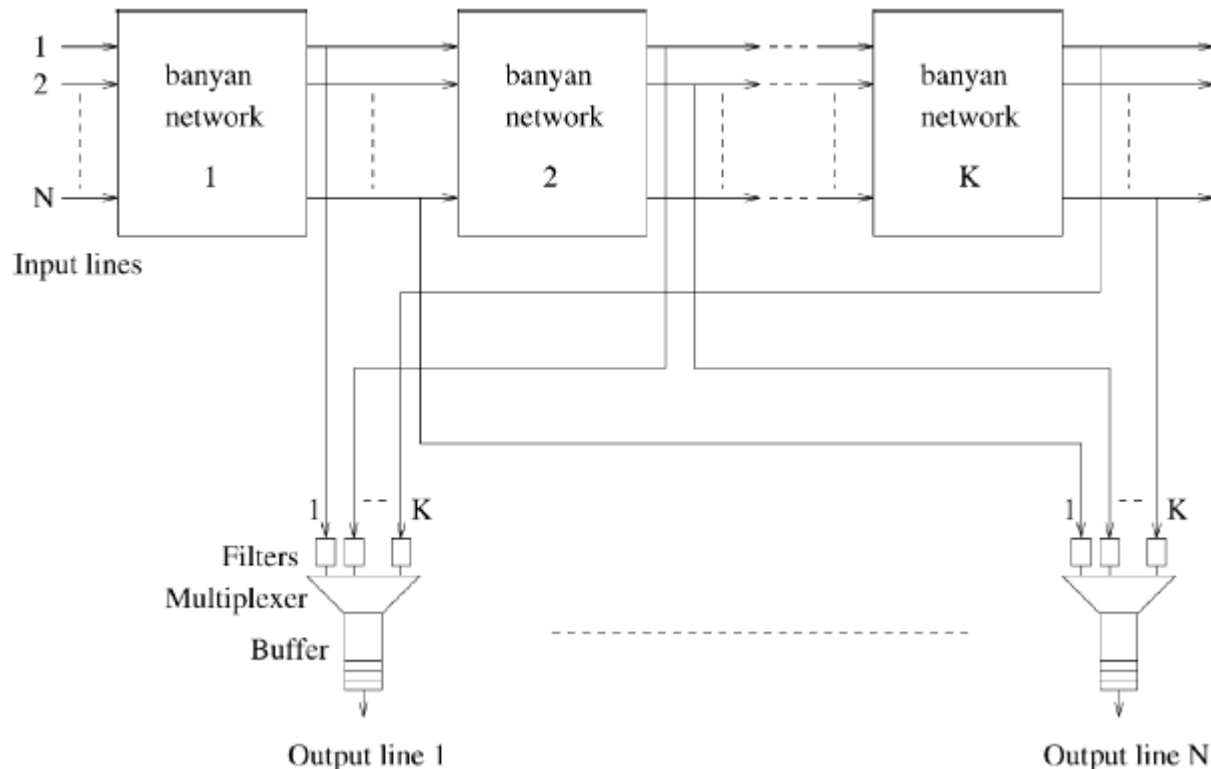 1
2
N
Input lines
banyan
network
1
banyan
network
2
banyan
network
K
1
K
1
K
Filters
Multiplexer
Buffer
Output line 1
Output line N